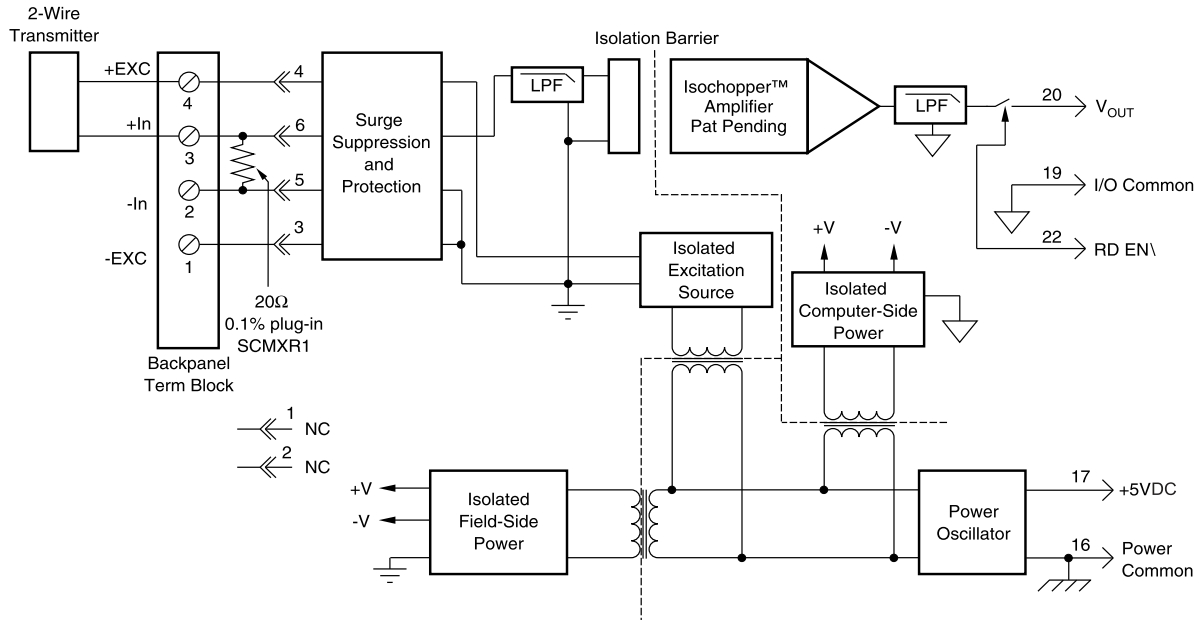 2-Wire
Transmitter
+EXC
4
+In
3
-In
2
-EXC
1
Backpanel
Term Block
4
6
5
3
20Ω
0.1% plug-in
SCMXR1
Surge
Suppression
and
Protection
LPF
Isolation Barrier
Isochopper™
Amplifier
Pat Pending
LPF
20
VOUT
19
I/O Common
22
RD EN\
Isolated
Excitation
Source
+V
-V
Isolated
Computer-Side
Power
1
NC
2
NC
+V
-V
Isolated
Field-Side
Power
Power
Oscillator
17
+5VDC
16
Power
Common